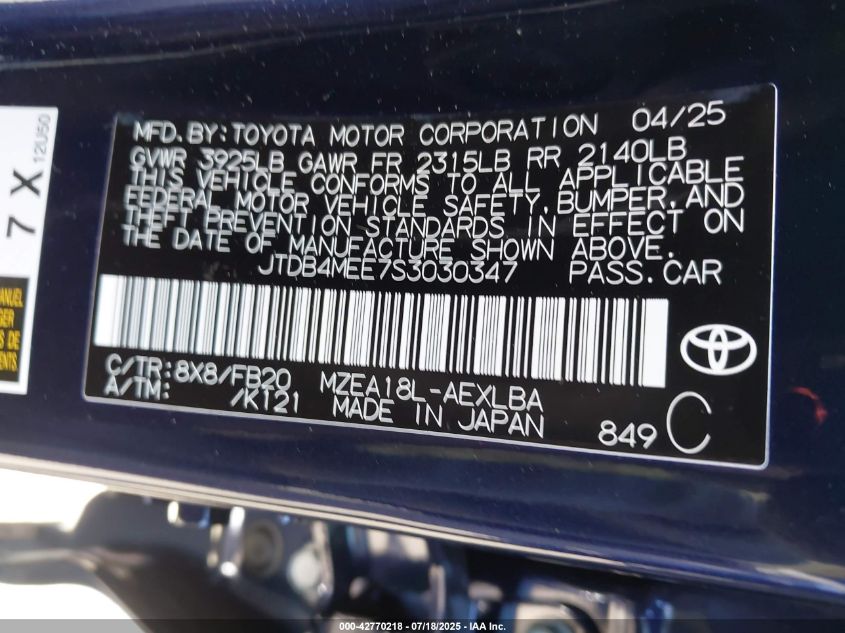 MFD. BY: TOYOTA MOTOR CORPORATION 04/25
GVWR 3925LB GAWR FR 2315LB RR 2140LB
THIS VEHICLE CONFORMS TO ALL APPLICABLE
FEDERAL MOTOR VEHICLE SAFETY, BUMPER, AND
THEFT PREVENTION STANDARDS IN EFFECT ON
THE DATE OF MANUFACTURE SHOWN ABOVE.
JTDB4MEE7S3030347 PASS.CAR
C/TR: 8X8/FB20 MZEA18L-AEXLBA
A/TM: /K121 MADE IN JAPAN
849 C
7 X
12U50
MANUEL
DE
000-42770218 - 07/18/2025 - IAA Inc.